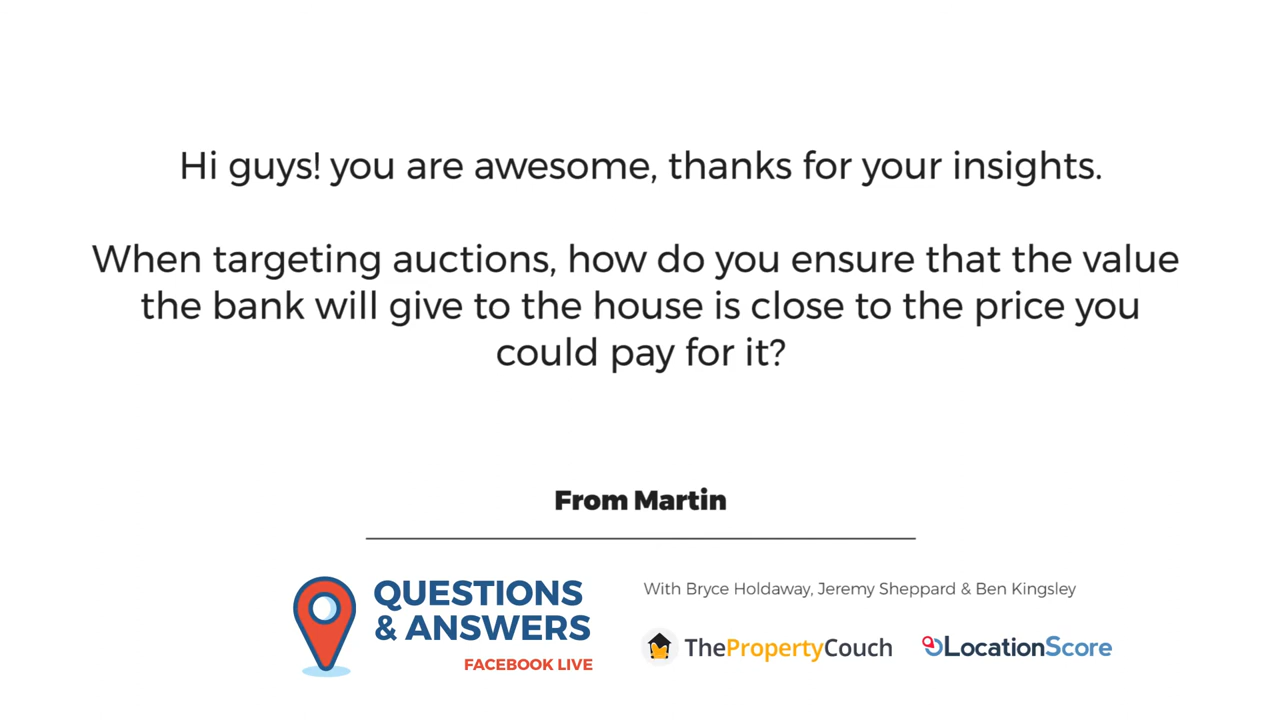 Hi guys! you are awesome, thanks for your insights.
When targeting auctions, how do you ensure that the value
the bank will give to the house is close to the price you
could pay for it?
From Martin
QUESTIONS
& ANSWERS
FACEBOOK LIVE
With Bryce Holdaway, Jeremy Sheppard & Ben Kingsley
ThePropertyCouch
LocationScore